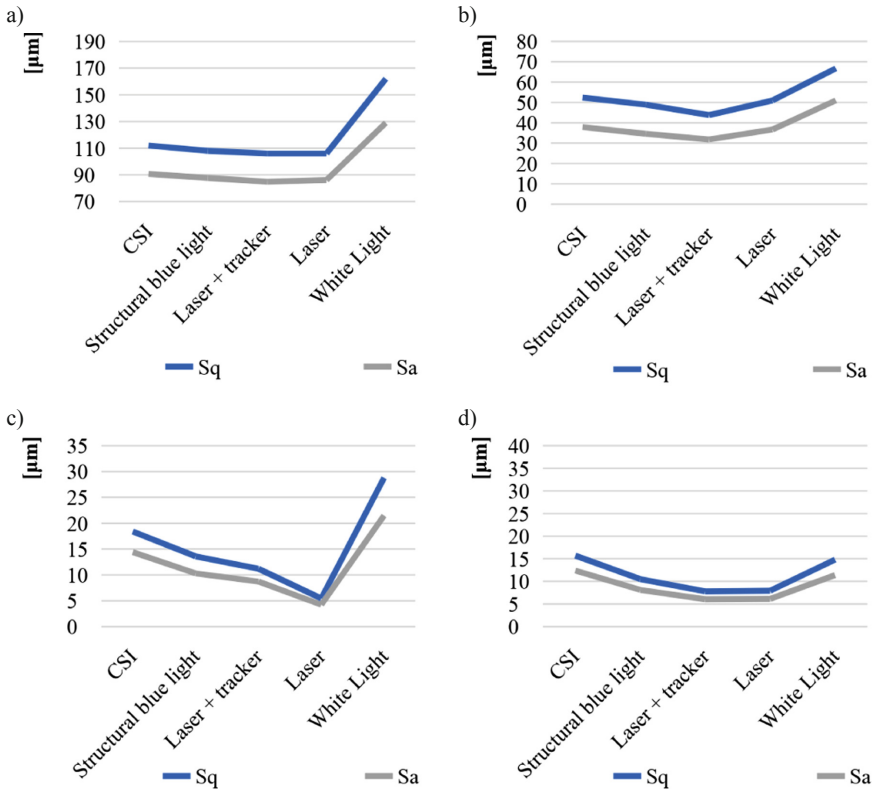 a)
[µm]
190
170
150
130
110
90
70
CSI
Structural blue light
Laser + tracker
Laser
White Light
Sq
Sa
b)
[µm]
80
70
60
50
40
30
20
10
0
CSI
Structural blue light
Laser + tracker
Laser
White Light
Sq
Sa
c)
[µm]
35
30
25
20
15
10
5
0
CSI
Structural blue light
Laser + tracker
Laser
White Light
Sq
Sa
d)
[µm]
40
35
30
25
20
15
10
5
0
CSI
Structural blue light
Laser + tracker
Laser
White Light
Sq
Sa